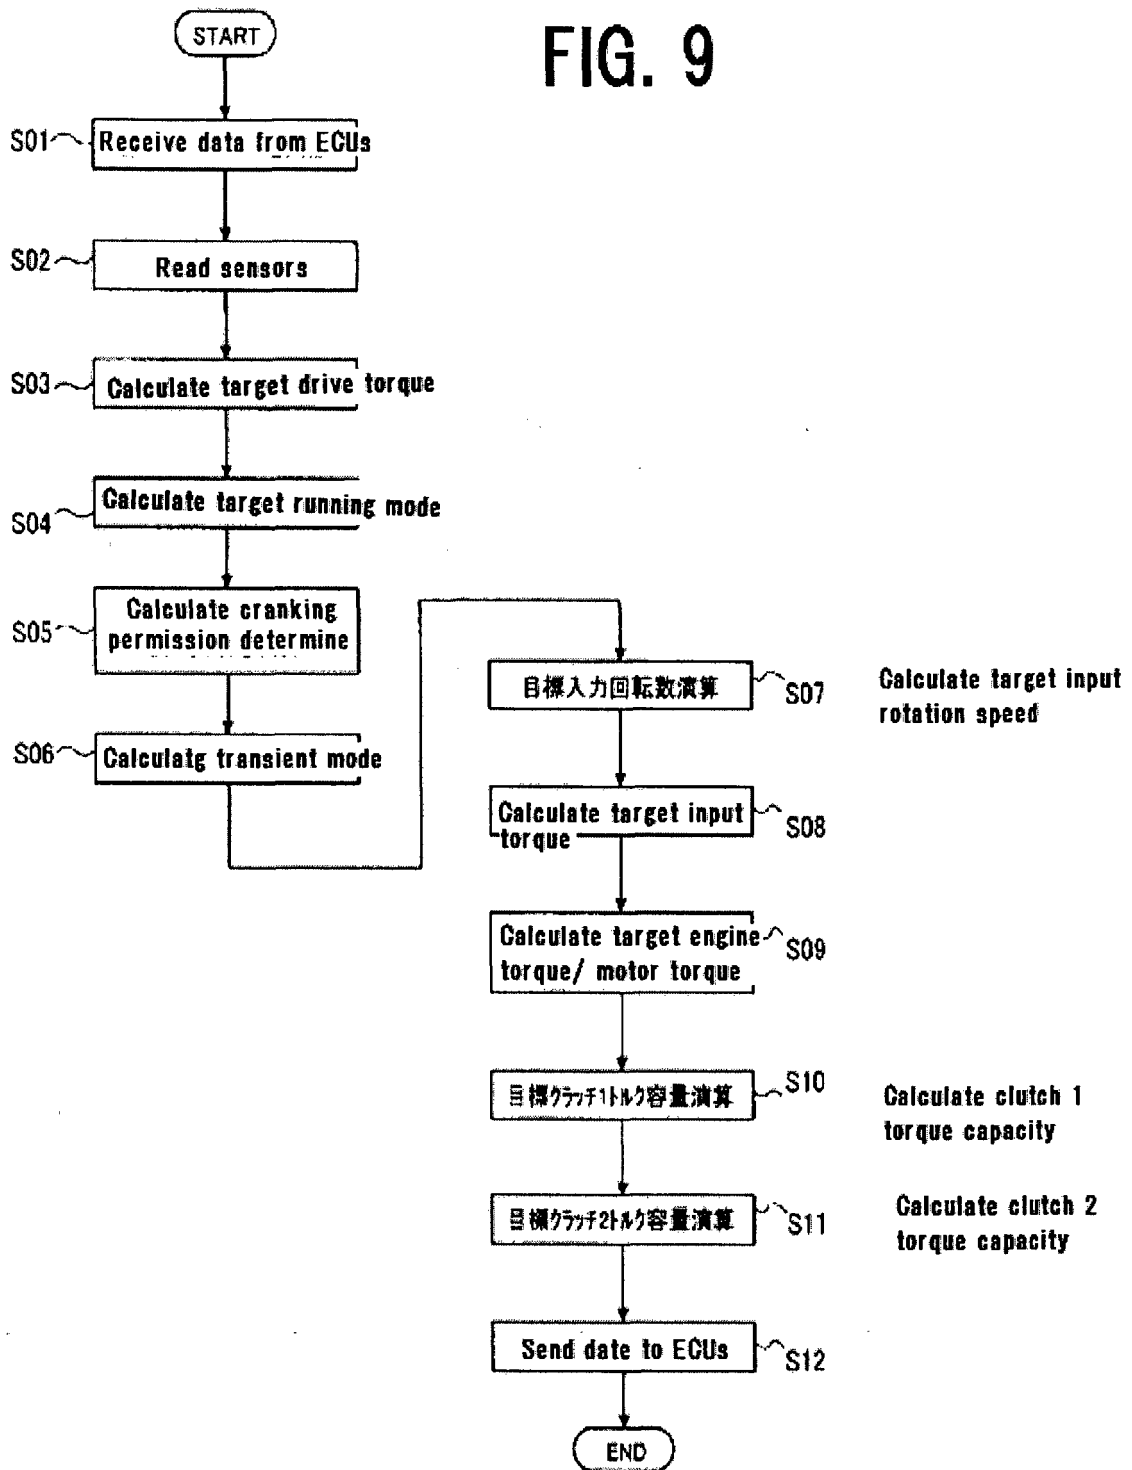 FIG. 9
START
S01
Receive data from ECUs
S02
Read sensors
S03
Calculate target drive torque
S04
Calculate target running mode
S05
Calculate cranking
permission determine
S06
Calculatg transient mode
目標入力回転数演算
S07
Calculate target input
rotation speed
Calculate target input
torque
S08
Calculate target engine
torque/ motor torque
S09
目標クラッチ1トルク容量演算
S10
Calculate clutch 1
torque capacity
目標クラッチ2トルク容量演算
S11
Calculate clutch 2
torque capacity
Send date to ECUs
S12
END